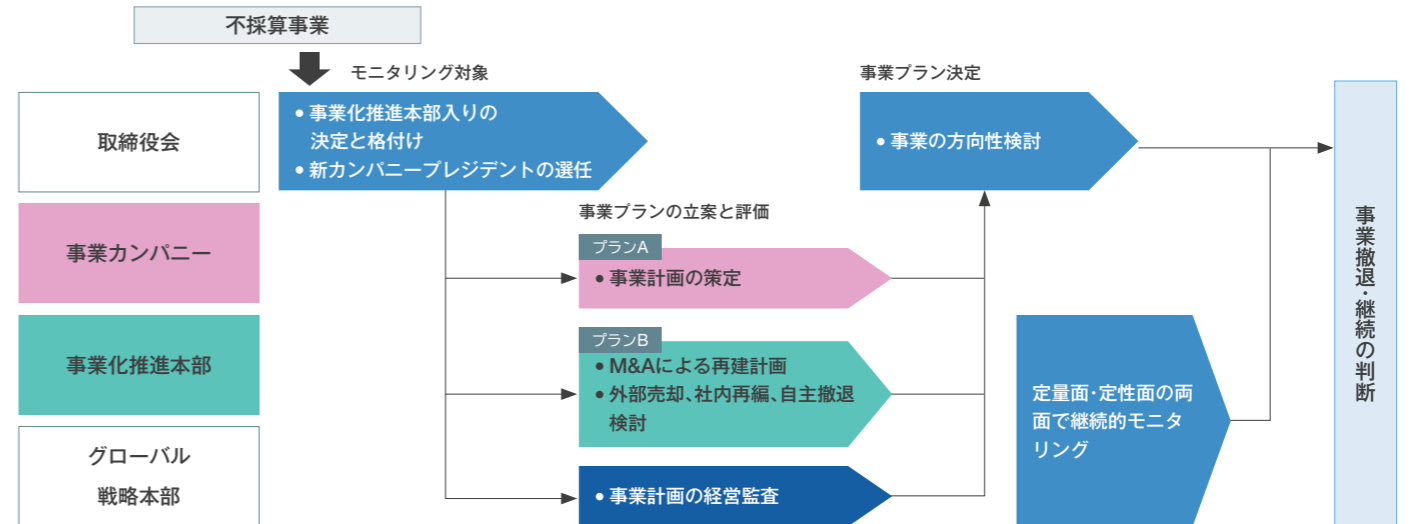 不採算事業
モニタリング対象
事業プラン決定
取締役会
• 事業化推進本部入りの
決定と格付け
• 新カンパニープレジデントの選任
• 事業の方向性検討
事業プランの立案と評価
事業カンパニー
プランA
• 事業計画の策定
事業化推進本部
プランB
• M&Aによる再建計画
• 外部売却、社内再編、自主撤退
検討
定量面・定性面の両
面で継続的モニタ
リング
グローバル
戦略本部
• 事業計画の経営監査
事業撤退・継続の判断